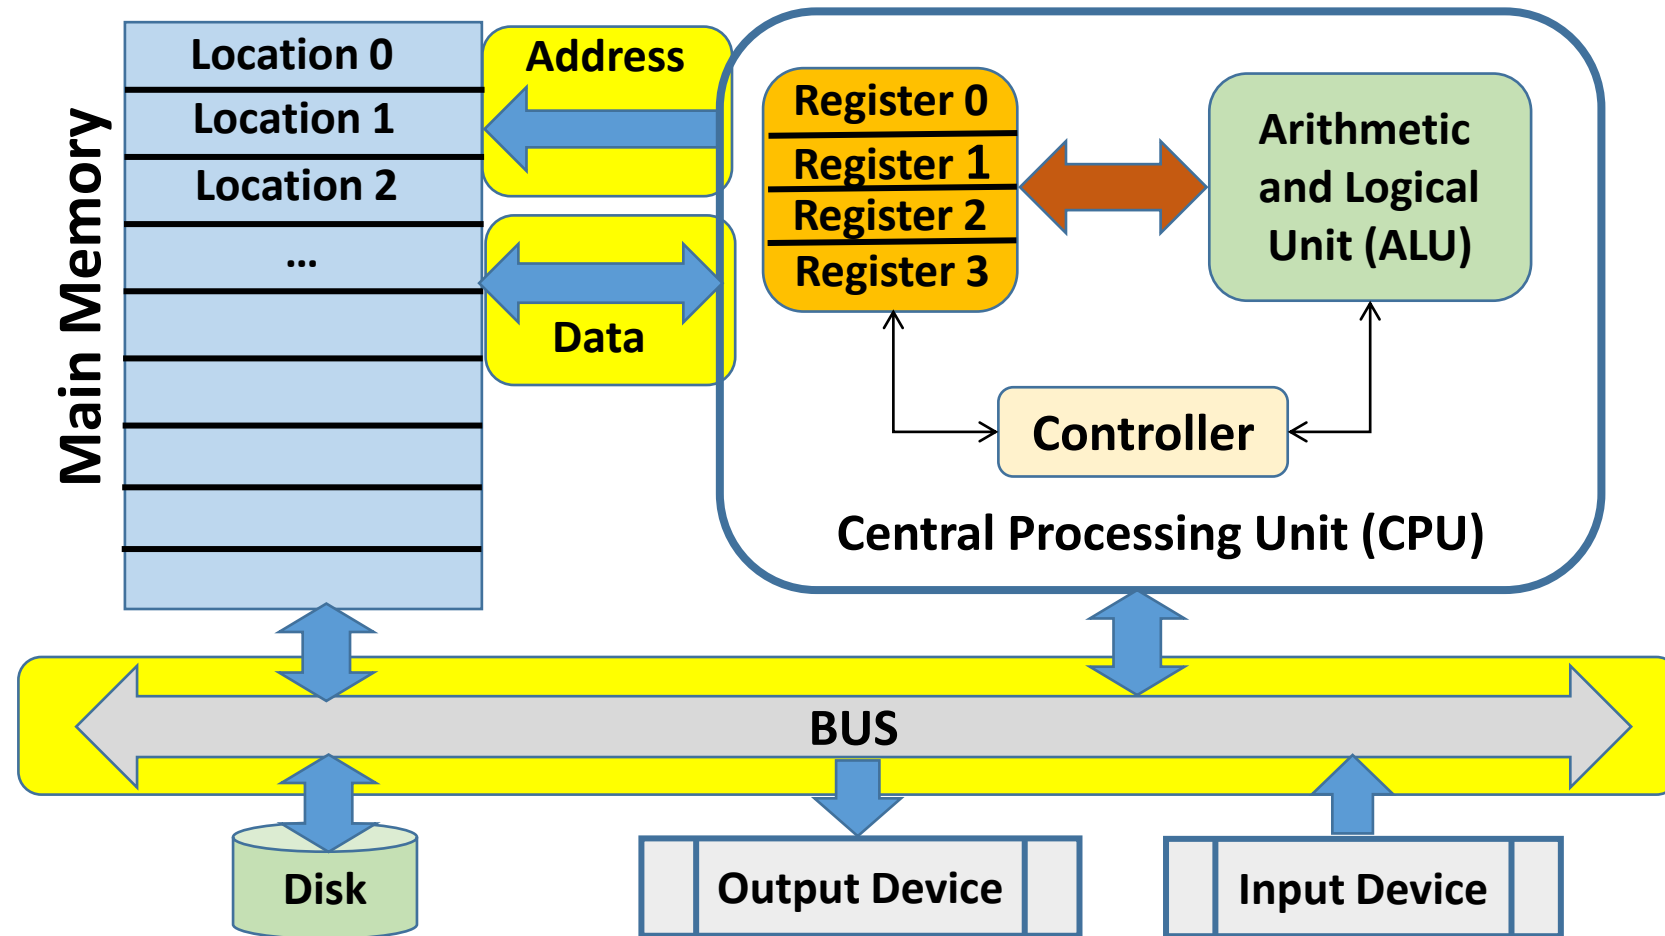 Main Memory
Location 0
Location 1
Location 2
...
Address
Data
Register 0
Register 1
Register 2
Register 3
Arithmetic
and Logical
Unit (ALU)
Controller
Central Processing Unit (CPU)
BUS
Disk
Output Device
Input Device